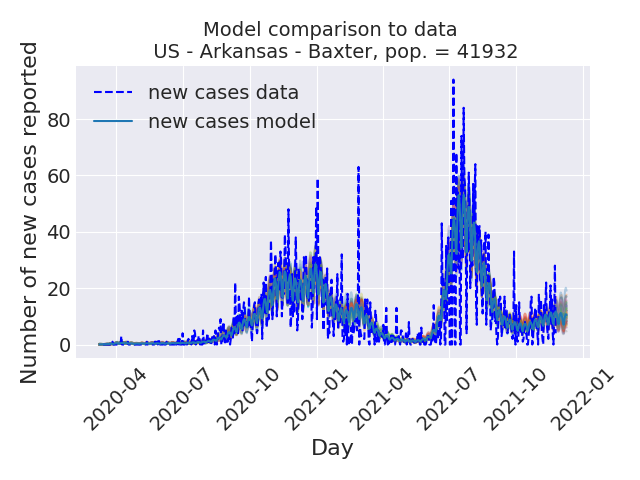 Model comparison to data
US - Arkansas - Baxter, pop. = 41932
Number of new cases reported
new cases data
new cases model
80
60
40
20
0
2020-04
2020-07
2020-10
2021-01
2021-04
2021-07
2021-10
2022-01
Day